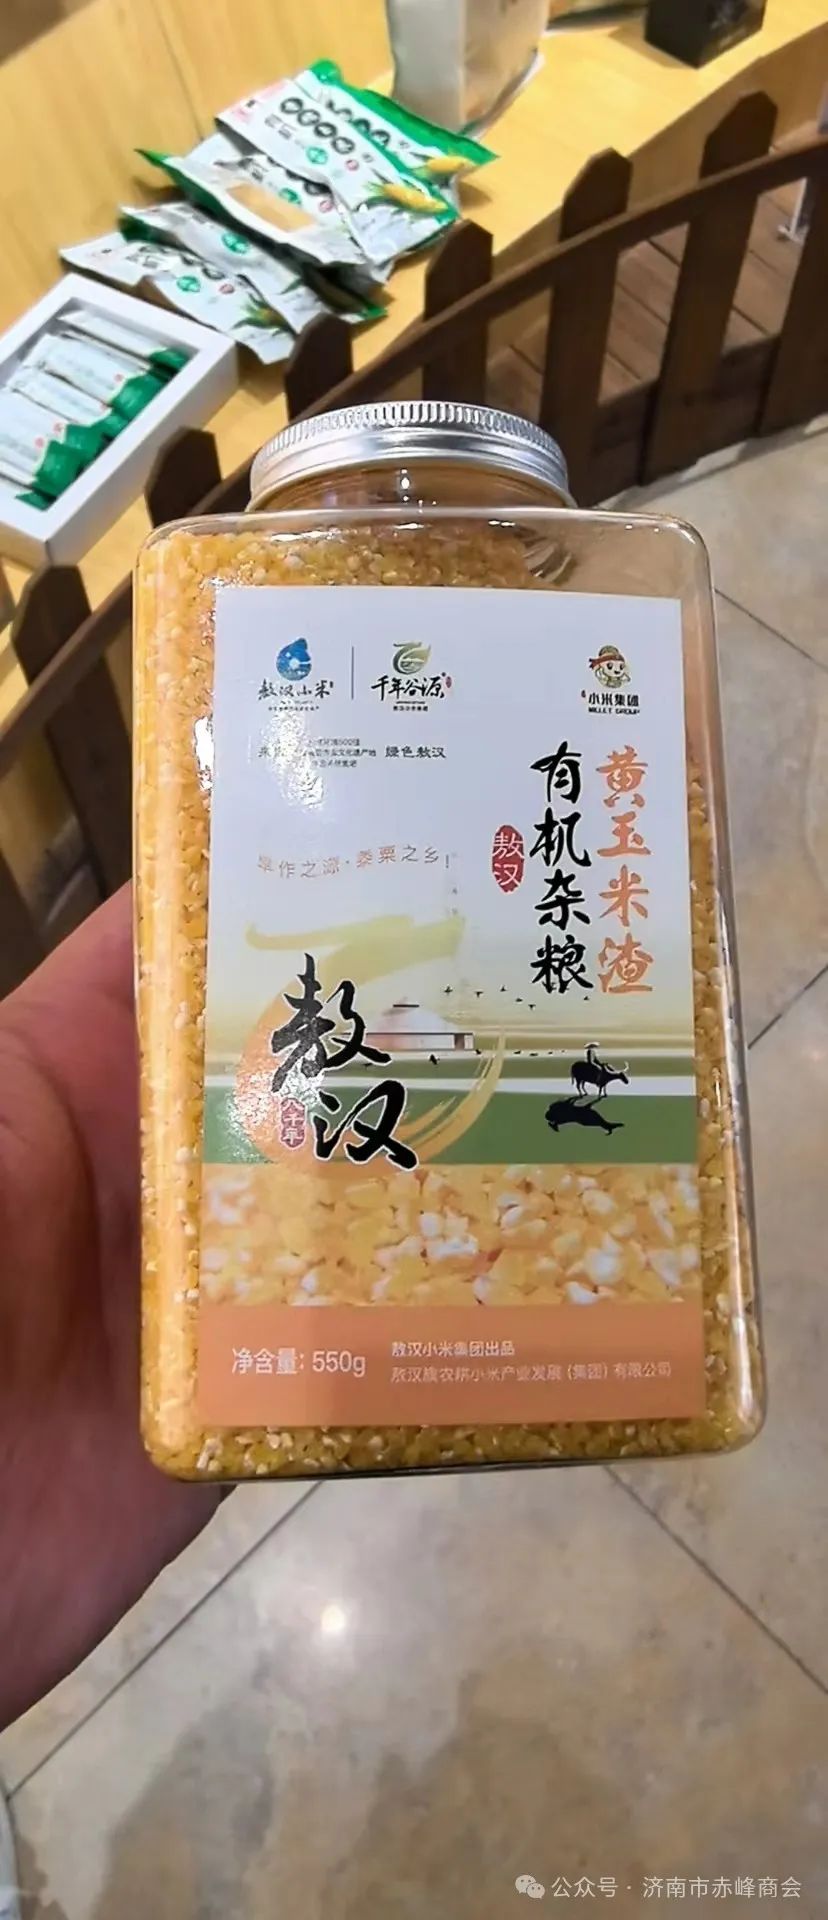 敖汉小米
千年谷源
小米集团
MILLET GROUP
绿色敖汉
旱作之源·黍粟之乡!
黄玉米渣
有机杂粮
敖汉
敖汉
八千年
净含量: 550g
敖汉小米集团出品
敖汉旗农耕小米产业发展（集团）有限公司
公众号·济南市赤峰商会